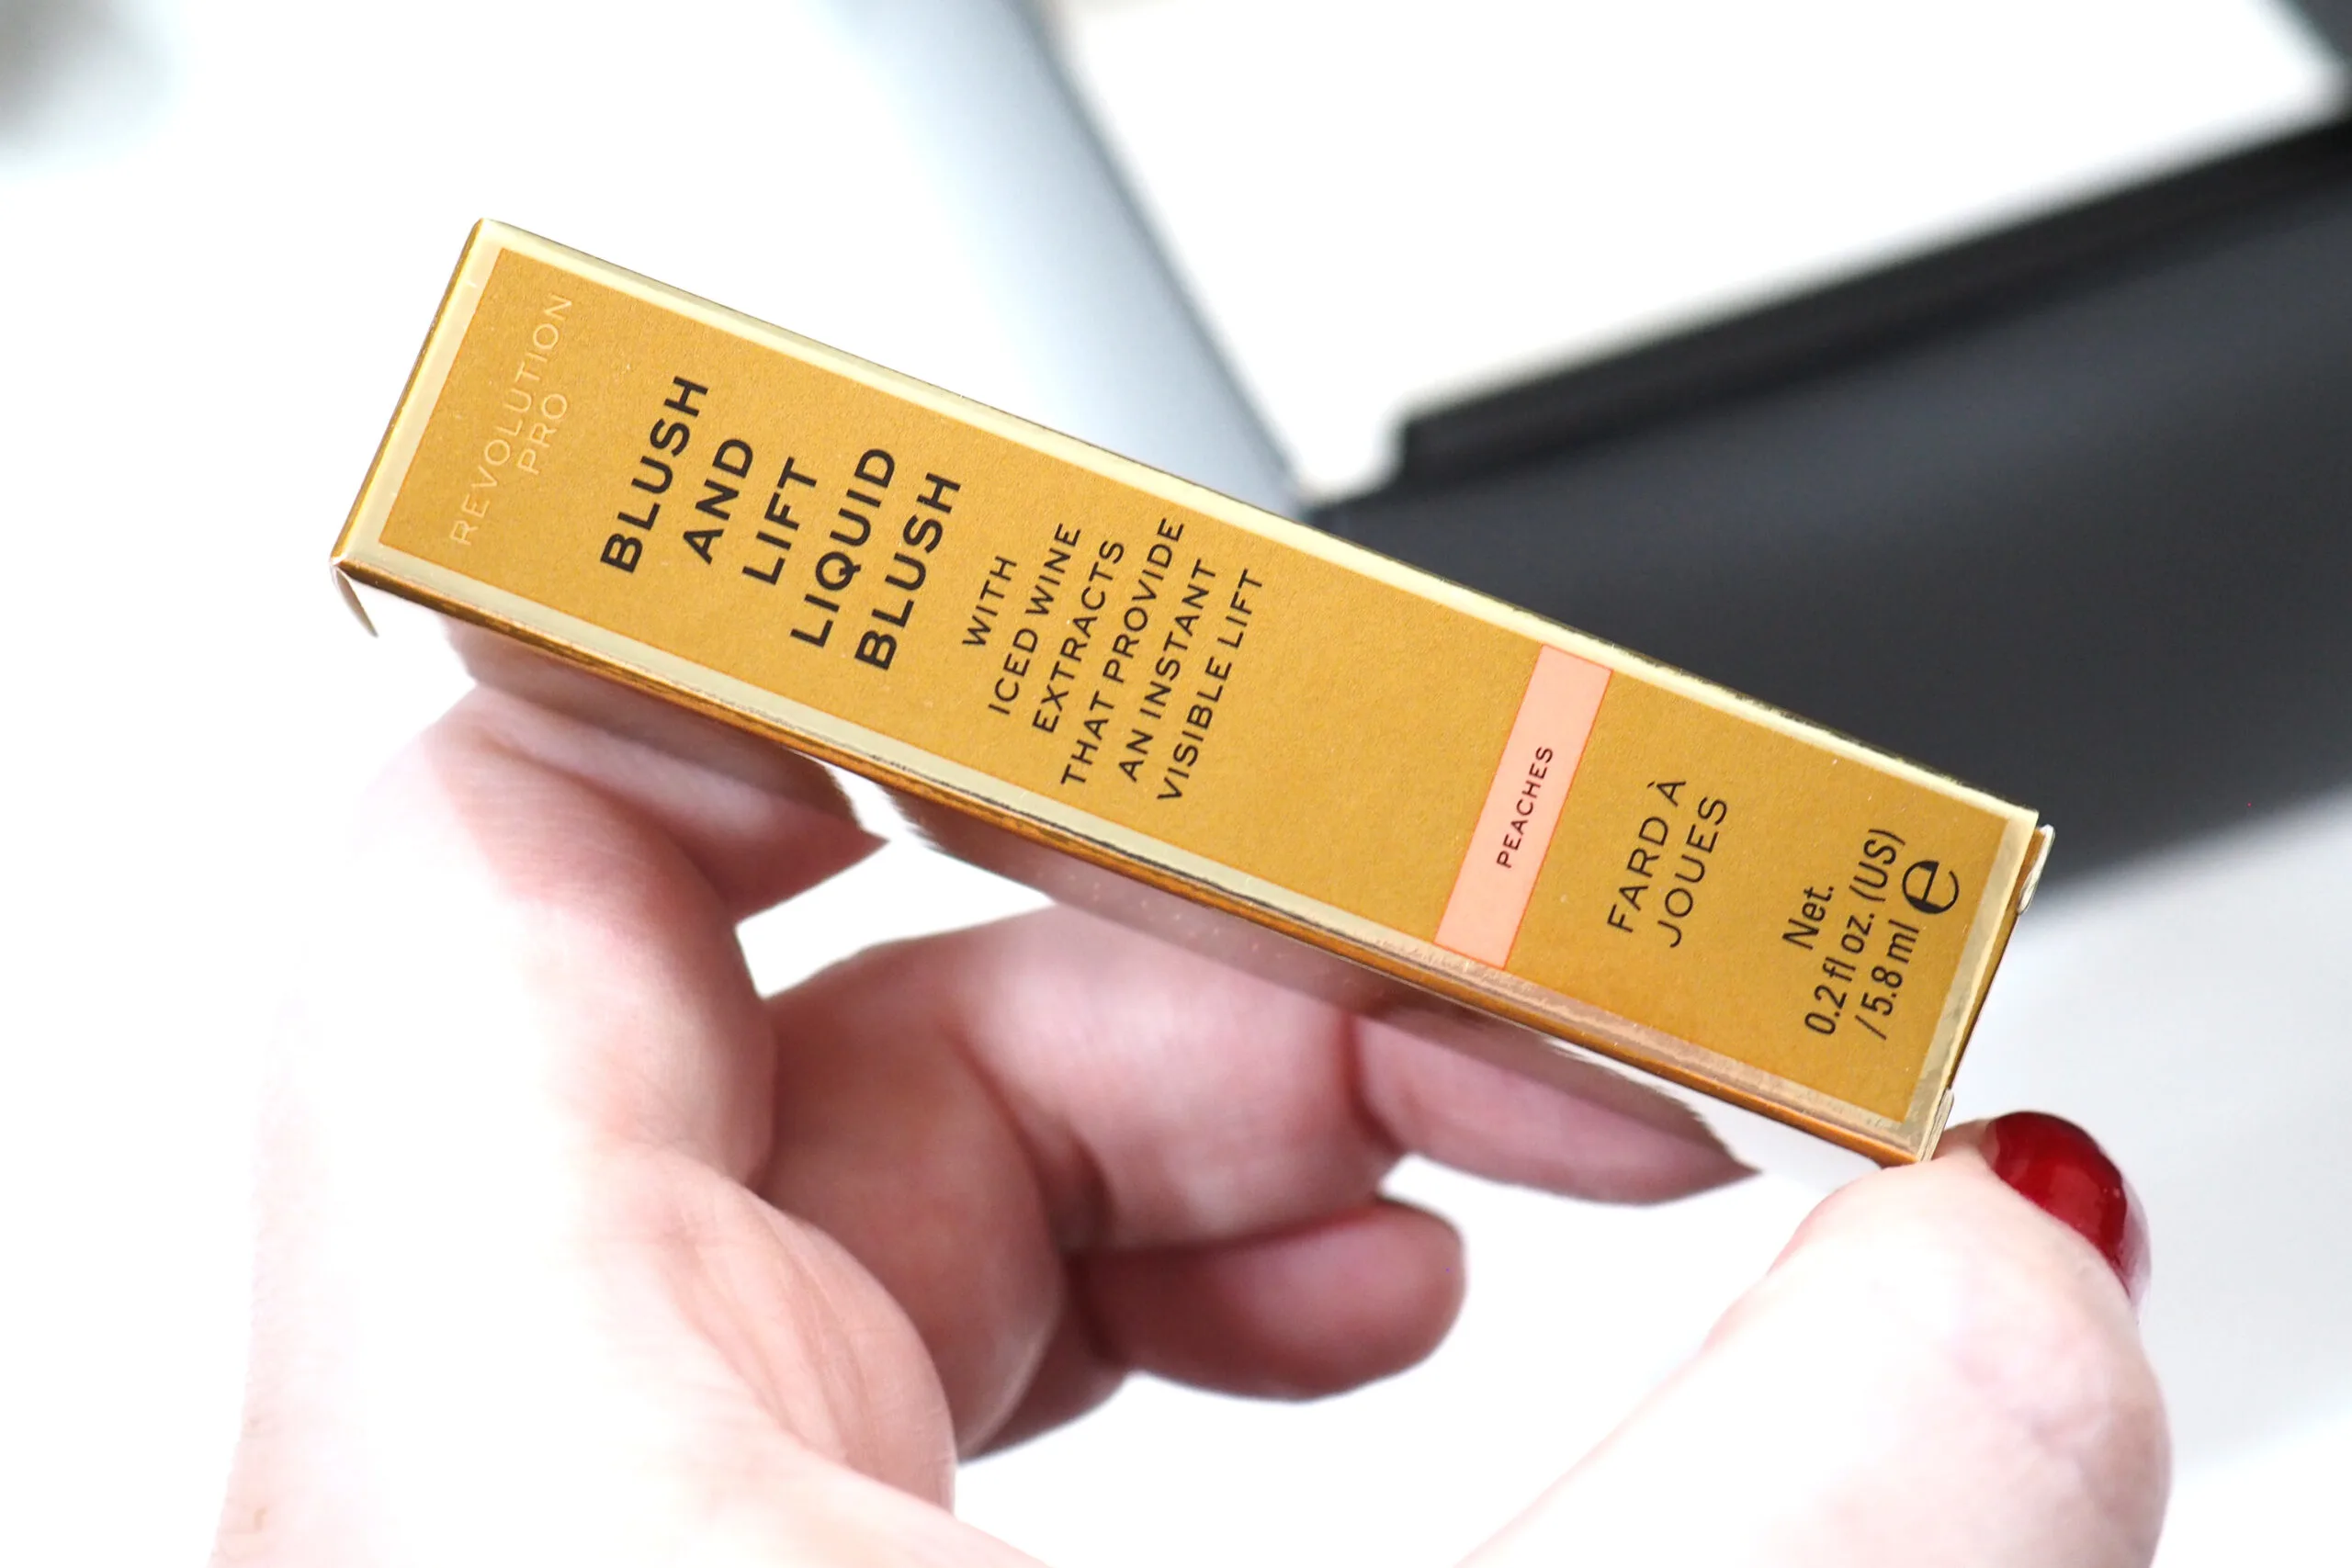 REVOLUTION
PRO
BLUSH
AND
LIFT
LIQUID
BLUSH
WITH
ICED WINE
EXTRACTS
THAT PROVIDE
AN INSTANT
VISIBLE LIFT
PEACHES
FARD À
JOUES
Net.
0.2 fl oz. (US)
/ 5.8 ml ℮